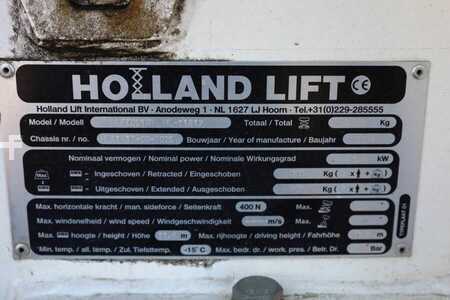 HOLLAND LIFT CE
Holland Lift International BV · Anodeweg 1 · NL 1627 LJ Hoorn · Tel.+31(0)229-285555
Model / Modell Totaal / Total Kg
Chassis nr. / no. Bouwjaar / Year of manufacture / Baujahr
Nominaal vermogen / Nominal power / Nominale Wirkungsgrad kW
Ingeschoven / Retracted / Eingeschoben Kg ( x + )
MAX. Uitgeschoven / Extended / Ausgeschoben Kg ( x + )
Max. horizontale kracht / man. sideforce / Seitenkraft 400 N Max.
Max. windsnelheid / wind speed / Windgeschwindigkeit m/s Max.
Max. hoogte / height / Höhe m Max. rijhoogte / driving height / Fahrhöhe m
Min. temp. / all. temp. / Zul. Tiefsttemp. -15°C Max. bedr. dr. / work. pres. / Betr. Dr. Bar